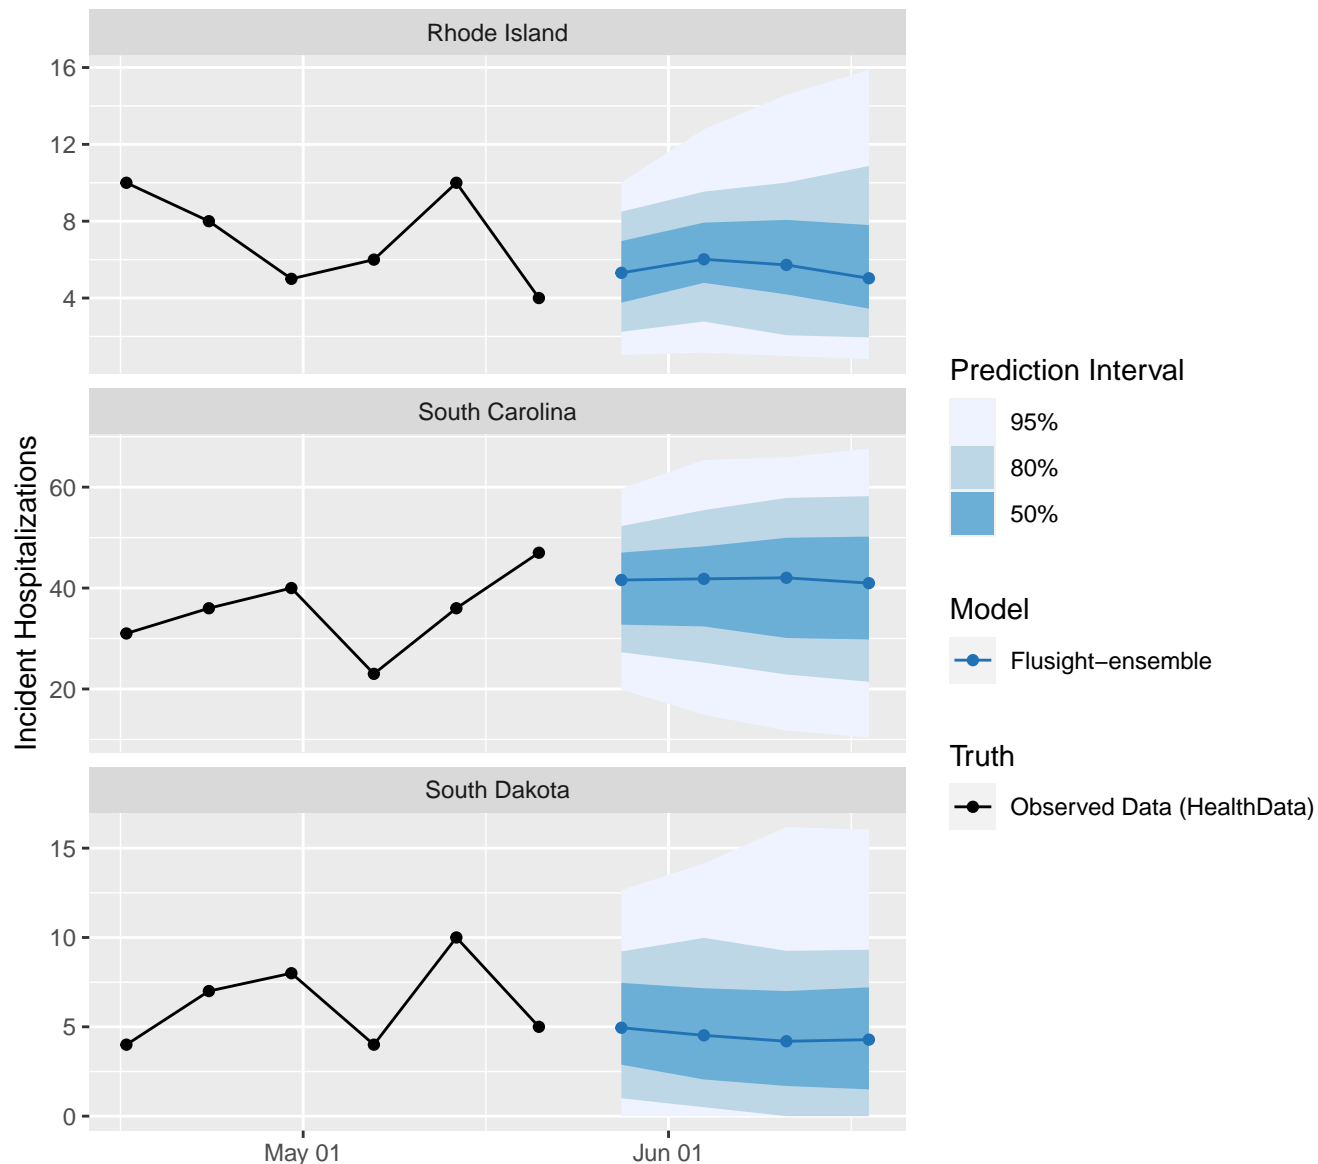 Rhode Island
16
12
8
4
South Carolina
60
40
20
South Dakota
15
10
5
0
May 01
Jun 01
Incident Hospitalizations
Prediction Interval
95%
80%
50%
Model
Flusight−ensemble
Truth
Observed Data (HealthData)